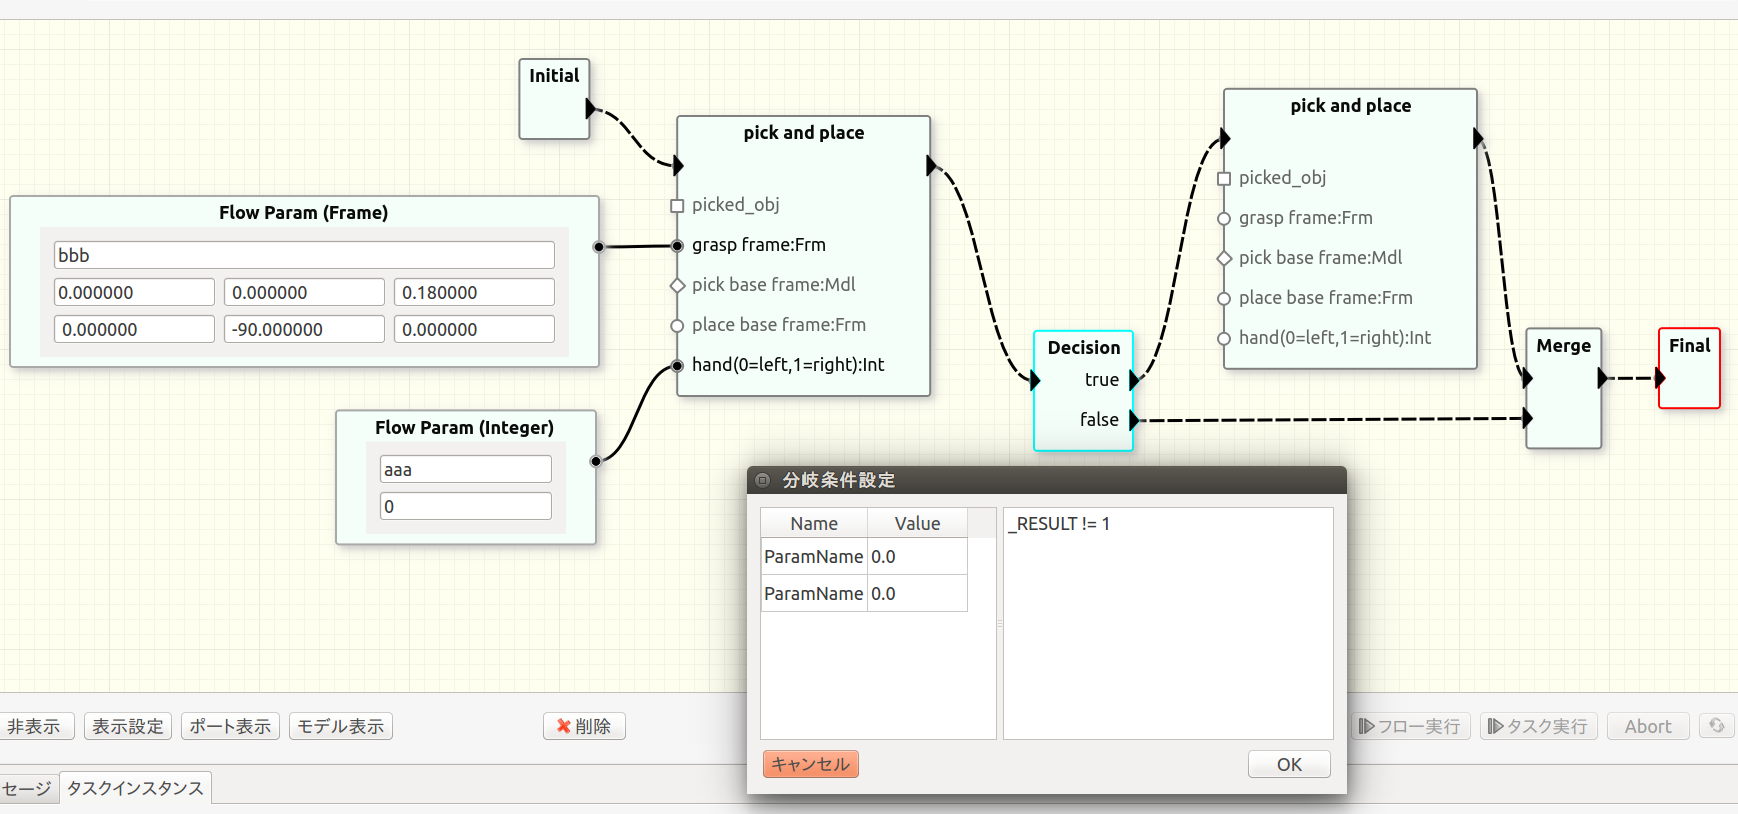 Initial
pick and place
picked_obj
grasp frame:Frm
pick base frame:Mdl
place base frame:Frm
hand(0=left,1=right):Int
Flow Param (Frame)
bbb
0.000000 0.000000 0.180000
0.000000 -90.000000 0.000000
Flow Param (Integer)
aaa
0
Decision
true
false
pick and place
picked_obj
grasp frame:Frm
pick base frame:Mdl
place base frame:Frm
hand(0=left,1=right):Int
Merge
Final
分岐条件設定
Name Value
ParamName 0.0
ParamName 0.0
_RESULT != 1
キャンセル OK
非表示 表示設定 ポート表示 モデル表示 削除 フロー実行 タスク実行 Abort
セージ タスクインスタンス